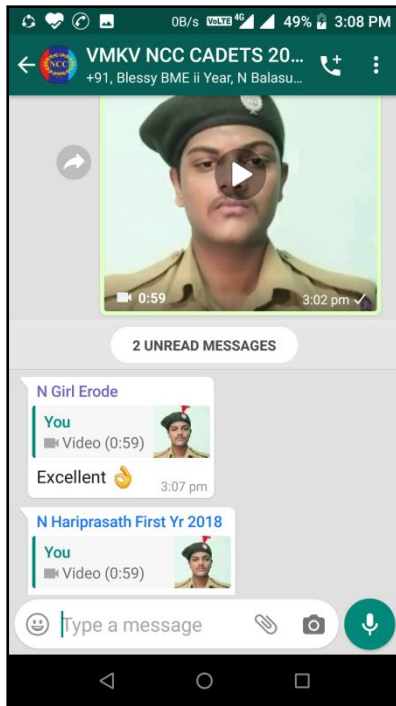 0B/s VoLTE 4G 49% 3:08 PM
NCC
VMKV NCC CADETS 20...
+91, Blessy BME ii Year, N Balasu...
0:59
3:02 pm
2 UNREAD MESSAGES
N Girl Erode
You
Video (0:59)
Excellent 👌
3:07 pm
N Hariprasath First Yr 2018
You
Video (0:59)
Type a message